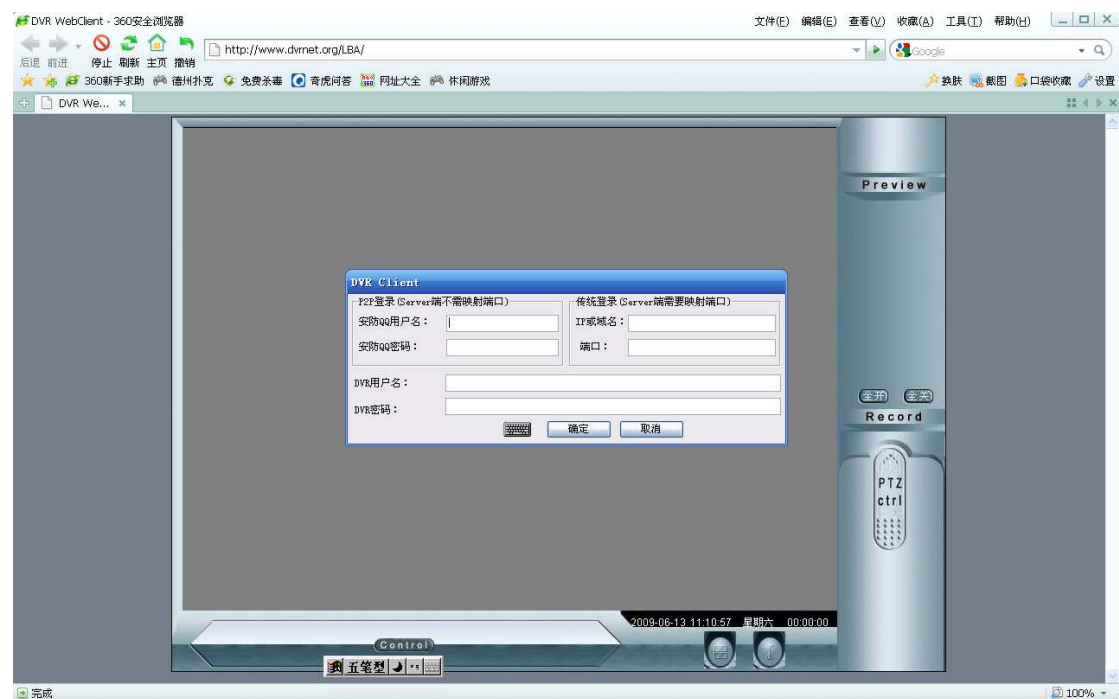 DVR WebClient - 360安全浏览器 文件(F) 编辑(E) 查看(V) 收藏(A) 工具(T) 帮助(H)
后退 前进 停止 刷新 主页 撤销 http://www.dvrnet.org/LBA/ Google
360新手求助 德州扑克 免费杀毒 奇虎问答 网址大全 休闲游戏 换肤 截图 口袋收藏 设置
DVR We...
Preview
DVR Client
P2P登录(Server端不需映射端口) 传统登录(Server端需要映射端口)
安防QQ用户名： IP或域名：
安防QQ密码： 端口：
DVR用户名：
DVR密码：
确定 取消
全开 全关
Record
PTZ
ctrl
2009-06-13 11:10:57 星期六 00:00:00
Control
五笔型
完成 100%